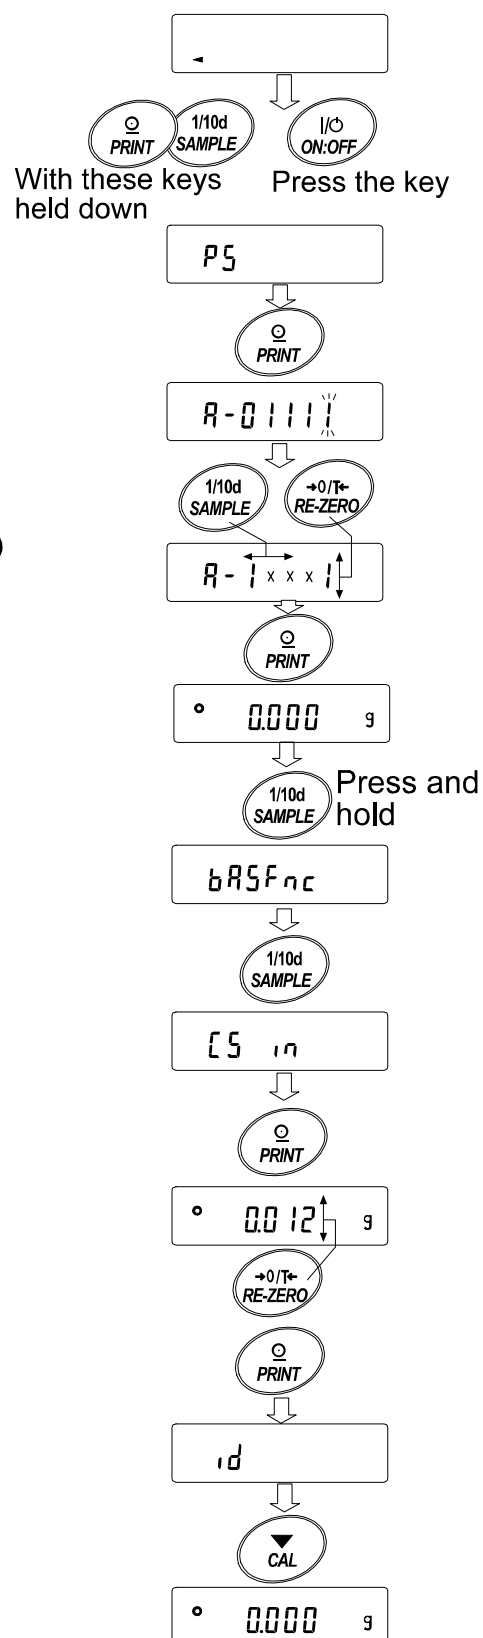 PRINT
1/10d
SAMPLE
I/⏻
ON:OFF
With these keys
held down
Press the key
PS
PRINT
A-01111
1/10d
SAMPLE
→0/T←
RE-ZERO
)
A-1×××1
PRINT
0.000 g
1/10d
SAMPLE
Press and
hold
bASFnc
1/10d
SAMPLE
CS in
PRINT
0.012 g
→0/T←
RE-ZERO
PRINT
id
CAL
0.000 g